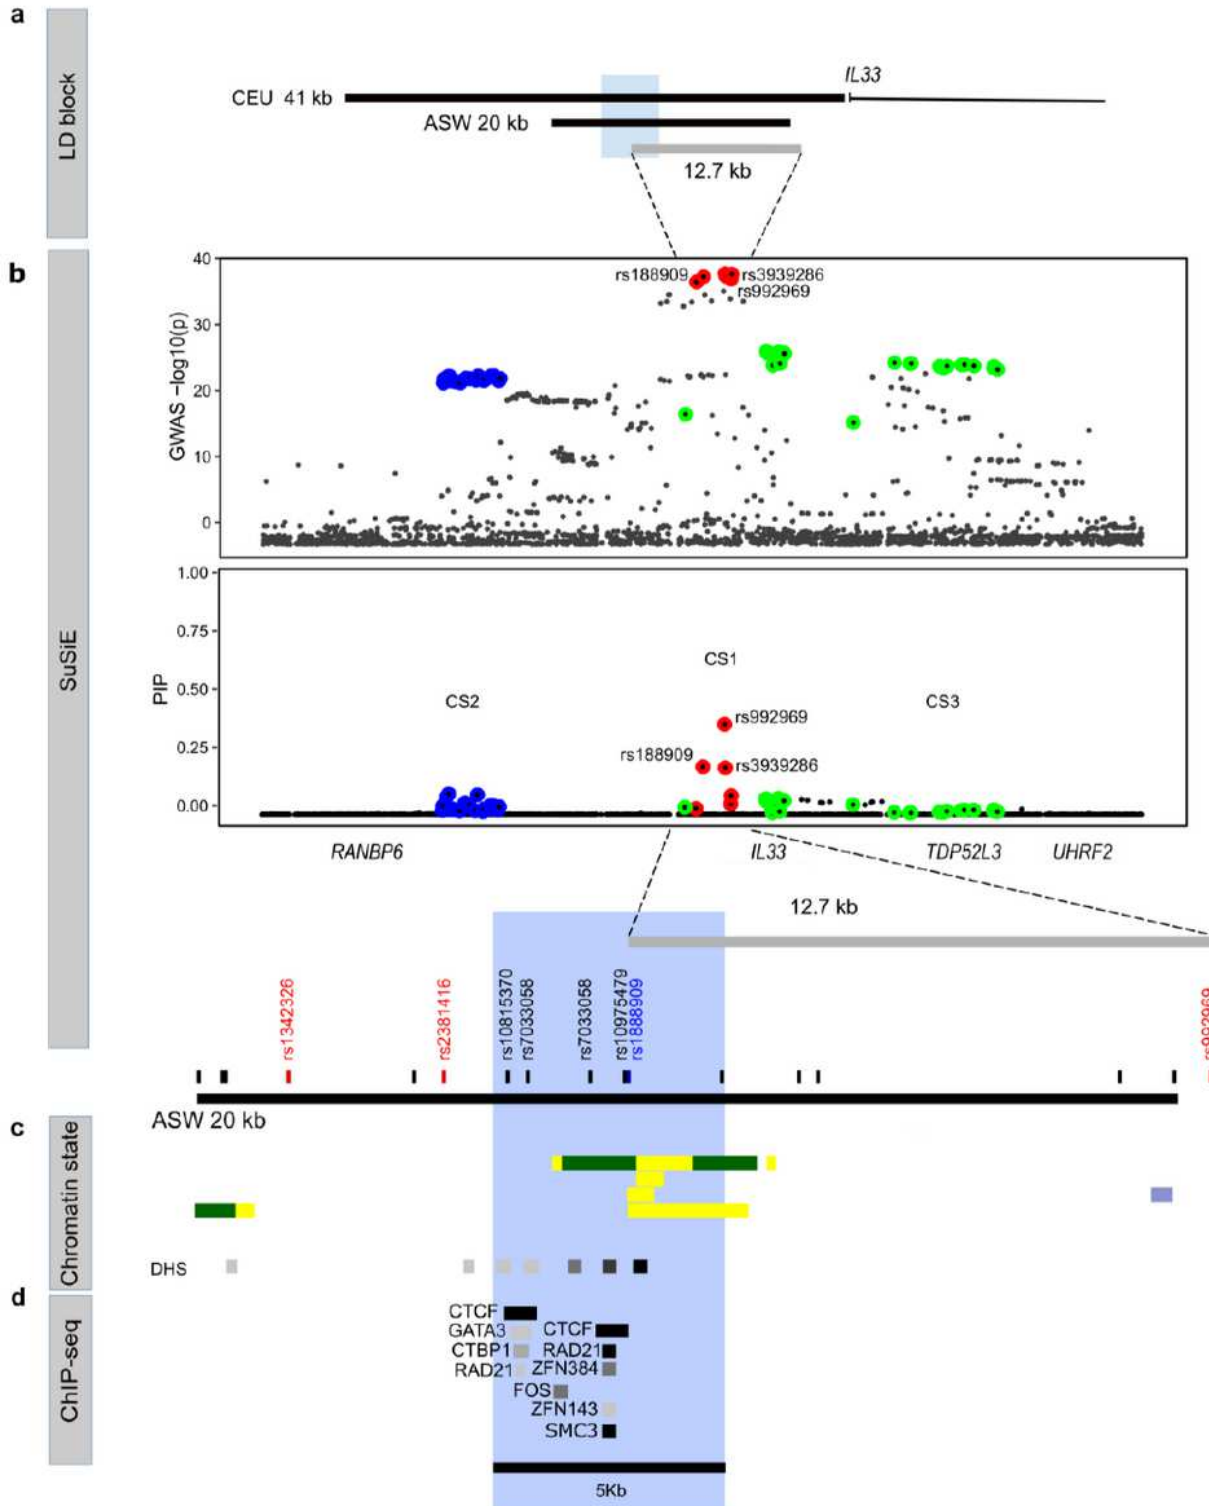 a
LD block
IL33
CEU 41 kb
ASW 20 kb
12.7 kb
b
SuSiE
GWAS −log10(p)
40
30
20
10
0
rs188909
rs3939286
rs992969
PIP
1.00
0.75
0.50
0.25
0.00
CS1
CS2
CS3
rs992969
rs188909
rs3939286
RANBP6
IL33
TDP52L3
UHRF2
12.7 kb
rs1342326
rs2381416
rs10815370
rs7033058
rs7033058
rs10975479
rs1888909
rs992969
ASW 20 kb
c
Chromatin state
DHS
d
ChIP-seq
CTCF
GATA3 CTCF
CTBP1 RAD21
RAD21 ZFN384
FOS
ZFN143
SMC3
5Kb